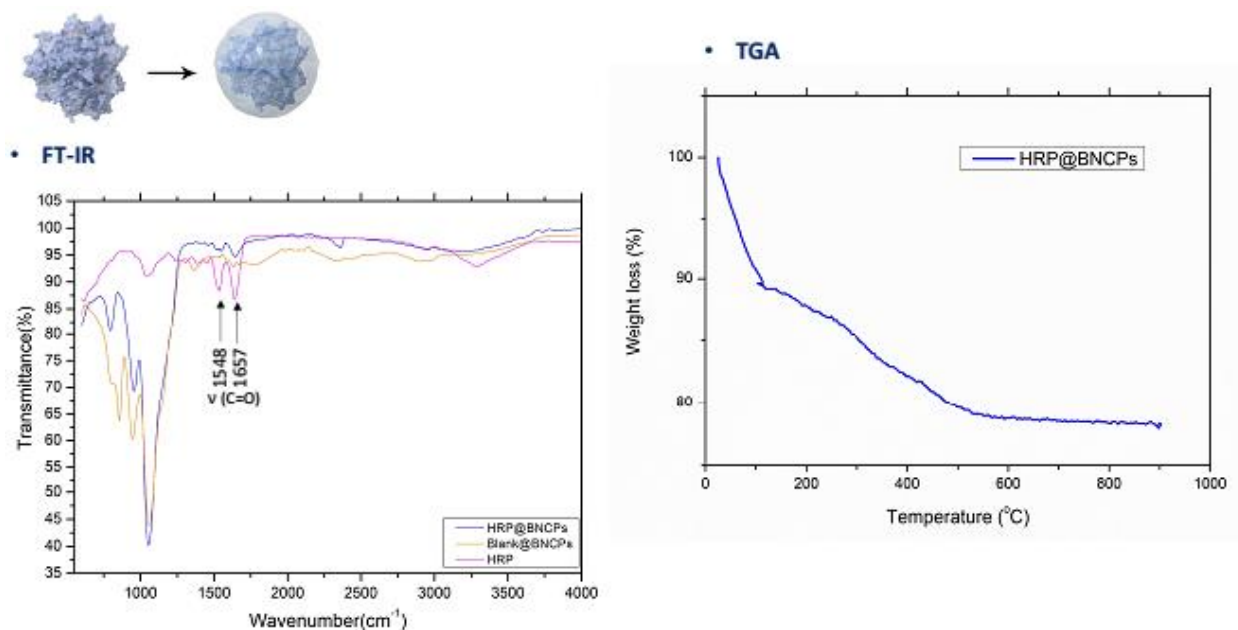 • FT-IR
105
100
95
90
85
80
75
70
65
60
55
50
45
40
35
Transmittance(%)
1548
1657
ν (C=O)
HRP@BNCPs
Blank@BNCPs
HRP
1000 1500 2000 2500 3000 3500 4000
Wavenumber(cm⁻¹)
• TGA
HRP@BNCPs
100
90
80
Weight loss (%)
0 200 400 600 800 1000
Temperature (°C)